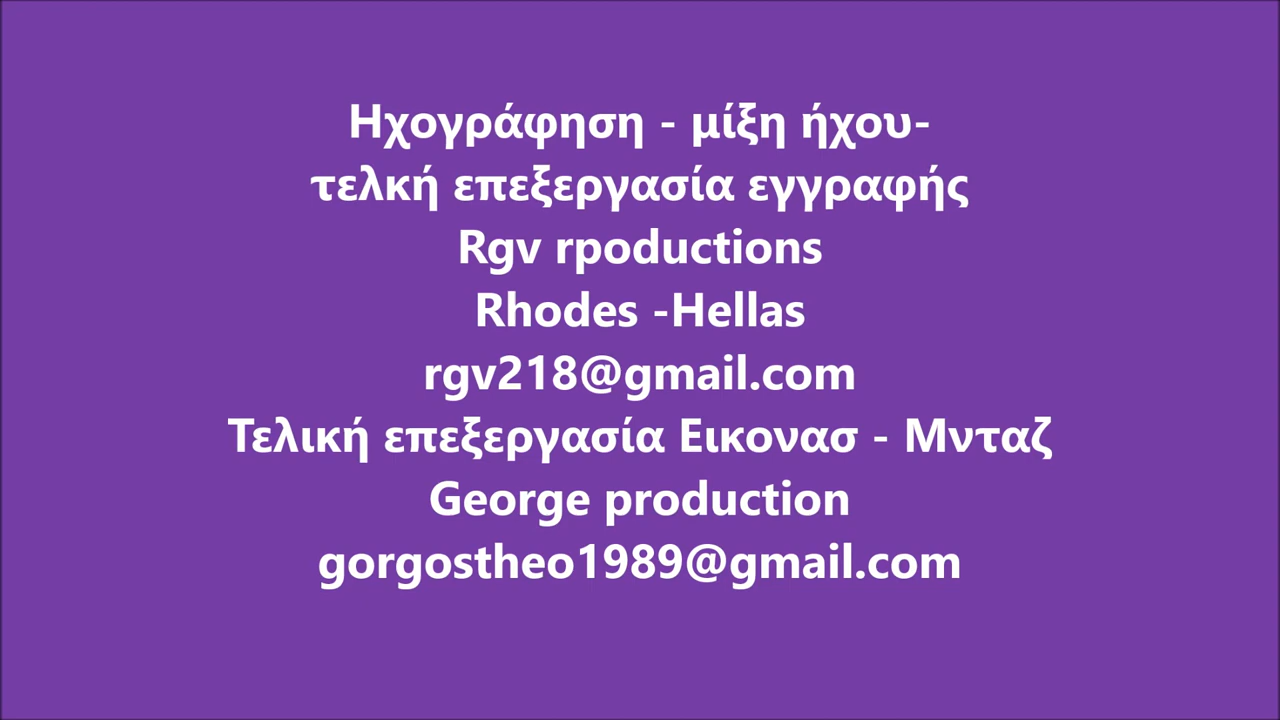 Ηχογράφηση - μίξη ήχου-
τελκή επεξεργασία εγγραφής
Rgv rpoductions
Rhodes -Hellas
rgv218@gmail.com
Τελική επεξεργασία Εικονασ - Μνταζ
George production
gorgostheo1989@gmail.com